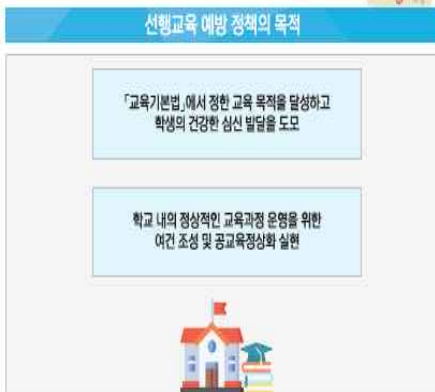 선행교육 예방 정책의 목적
「교육기본법」에서 정한 교육 목적을 달성하고
학생의 건강한 심신 발달을 도모
학교 내의 정상적인 교육과정 운영을 위한
여건 조성 및 공교육정상화 실현